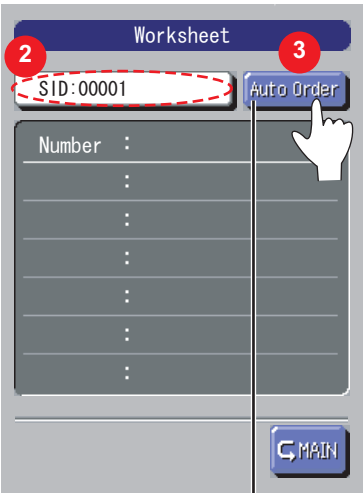 Worksheet
2
3
SID:00001
Auto Order
Number :
:
:
:
:
:
:
MAIN